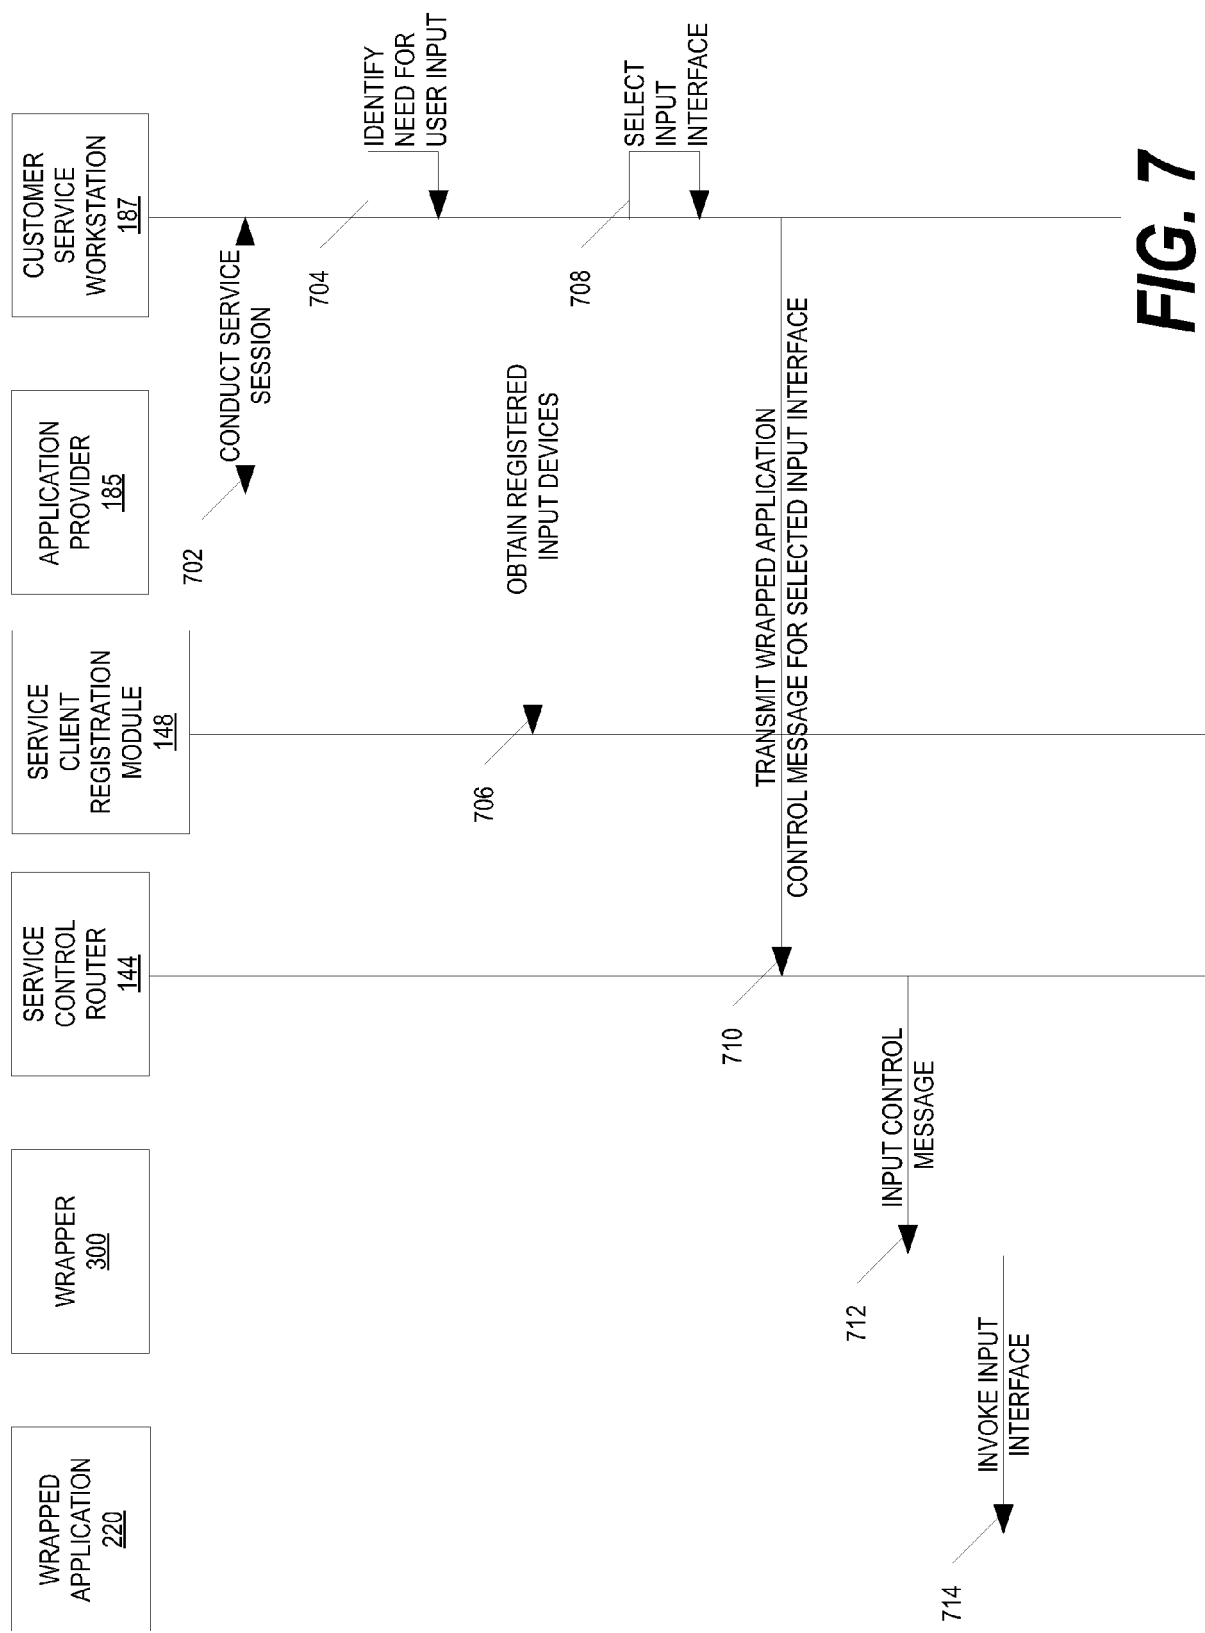 WRAPPED
APPLICATION
220
WRAPPER
300
SERVICE
CONTROL
ROUTER
144
SERVICE
CLIENT
REGISTRATION
MODULE
148
APPLICATION
PROVIDER
185
CUSTOMER
SERVICE
WORKSTATION
187
702
CONDUCT SERVICE
SESSION
704
IDENTIFY
NEED FOR
USER INPUT
706
OBTAIN REGISTERED
INPUT DEVICES
708
SELECT
INPUT
INTERFACE
710
TRANSMIT WRAPPED APPLICATION
CONTROL MESSAGE FOR SELECTED INPUT INTERFACE
712
INPUT CONTROL
MESSAGE
714
INVOKE INPUT
INTERFACE
FIG. 7